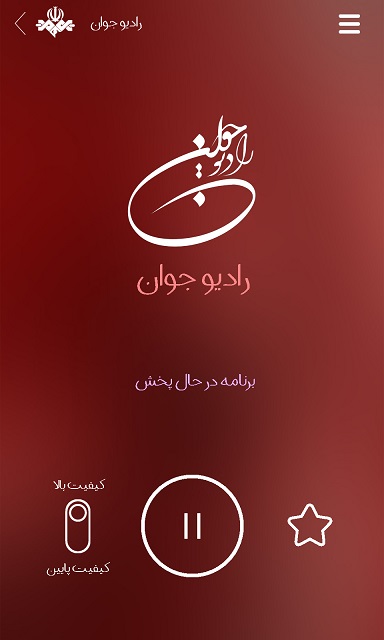 رادیو جوان
رادیو جوان
رادیو جوان
برنامه در حال پخش
کیفیت بالا
کیفیت پایین